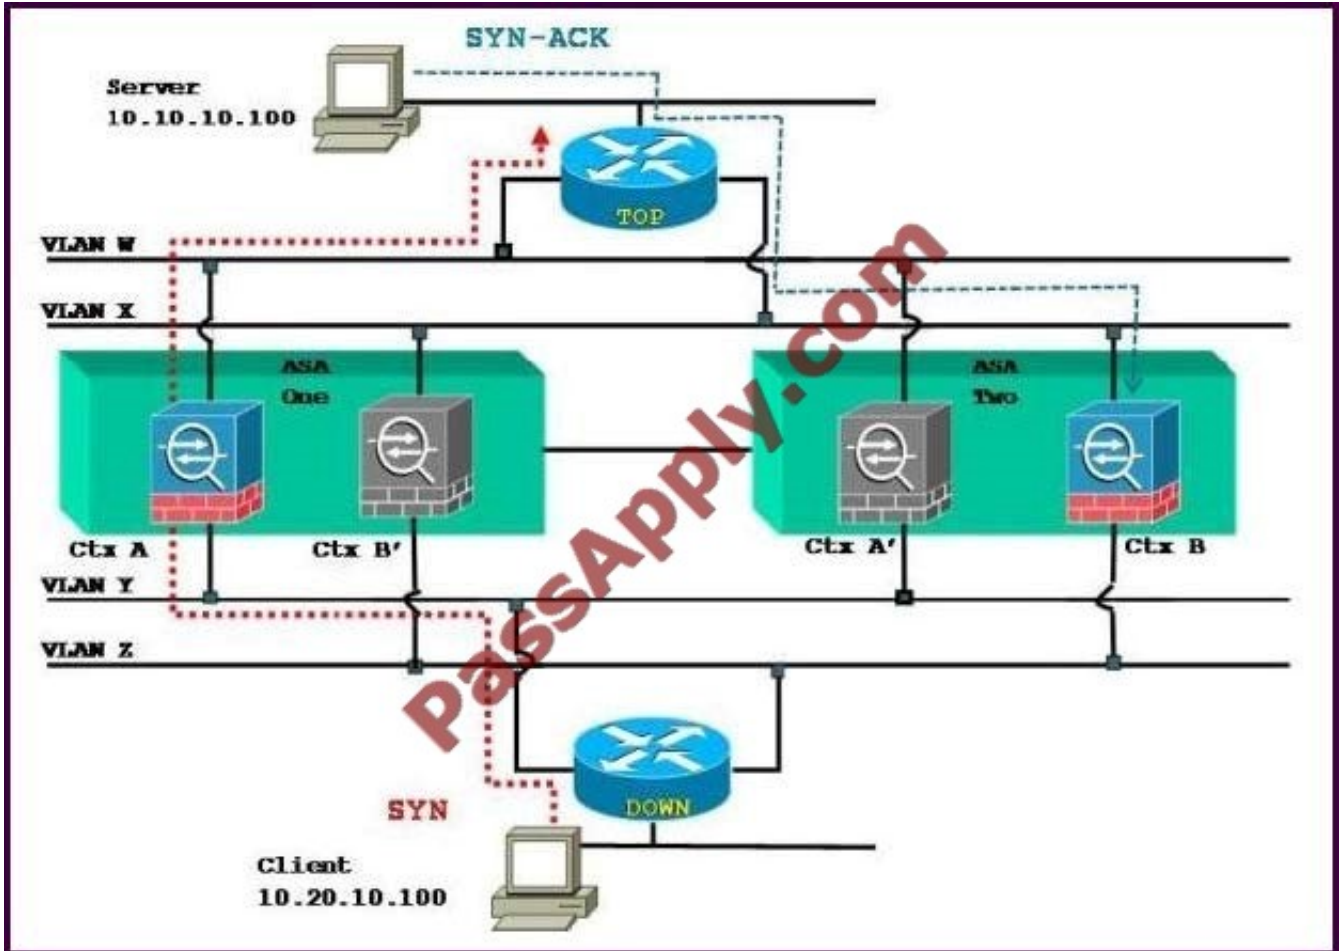 SYN-ACK
Server
10.10.10.100
TOP
VLAN W
VLAN X
ASA
One
ASA
Two
Ctx A
Ctx B'
Ctx A'
Ctx B
VLAN Y
VLAN Z
PassApply.com
SYN
DOWN
Client
10.20.10.100